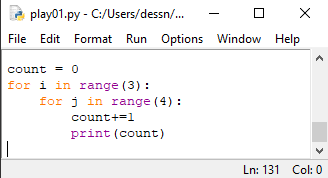 play01.py - C:/Users/dessn/...
File Edit Format Run Options Window Help
count = 0
for i in range(3):
    for j in range(4):
        count+=1
        print(count)
Ln: 131 Col: 0